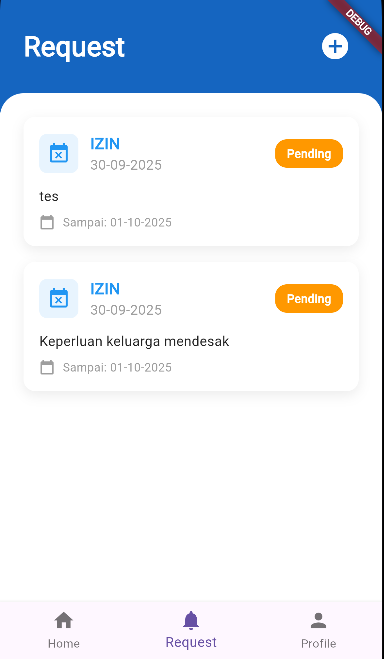 DEBUG
Request
IZIN
30-09-2025
Pending
tes
Sampai: 01-10-2025
IZIN
30-09-2025
Pending
Keperluan keluarga mendesak
Sampai: 01-10-2025
Home
Request
Profile